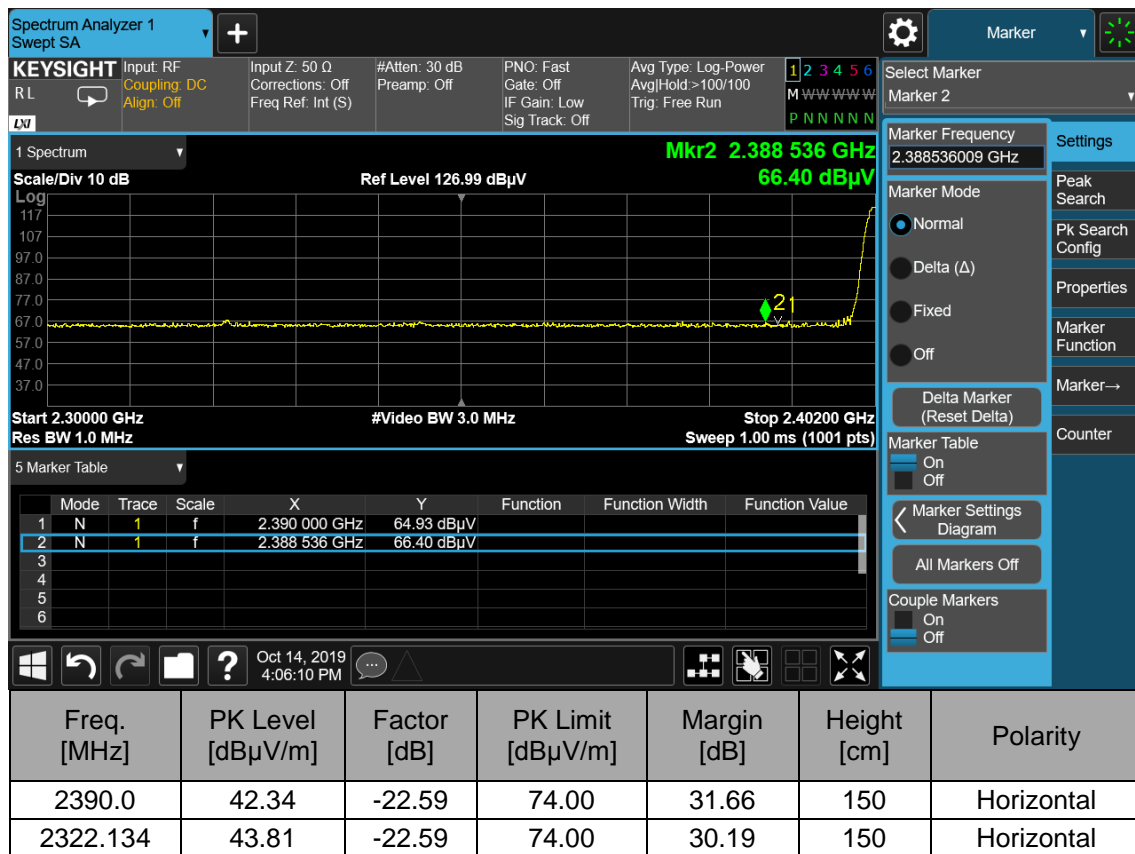 Spectrum Analyzer 1
Swept SA
+
Marker
KEYSIGHT
RL
LXI
Input: RF
Coupling: DC
Align: Off
Input Z: 50 Ω
Corrections: Off
Freq Ref: Int (S)
#Atten: 30 dB
Preamp: Off
PNO: Fast
Gate: Off
IF Gain: Low
Sig Track: Off
Avg Type: Log-Power
Avg|Hold:>100/100
Trig: Free Run
1 2 3 4 5 6
M W W W W W
P N N N N N
Select Marker
Marker 2
1 Spectrum
Mkr2 2.388 536 GHz
Scale/Div 10 dB
Ref Level 126.99 dBµV
66.40 dBµV
Log
117
107
97.0
87.0
77.0
67.0
57.0
47.0
37.0
2 1
Start 2.30000 GHz
#Video BW 3.0 MHz
Stop 2.40200 GHz
Res BW 1.0 MHz
Sweep 1.00 ms (1001 pts)
5 Marker Table
Mode Trace Scale X Y Function Function Width Function Value
1 N 1 f 2.390 000 GHz 64.93 dBµV
2 N 1 f 2.388 536 GHz 66.40 dBµV
3
4
5
6
Marker Frequency
2.388536009 GHz
Marker Mode
Normal
Delta (Δ)
Fixed
Off
Delta Marker
(Reset Delta)
Marker Table
On
Off
Marker Settings
Diagram
All Markers Off
Couple Markers
On
Off
Settings
Peak
Search
Pk Search
Config
Properties
Marker
Function
Marker→
Counter
?
Oct 14, 2019
4:06:10 PM
Freq. [MHz] PK Level [dBµV/m] Factor [dB] PK Limit [dBµV/m] Margin [dB] Height [cm] Polarity
2390.0 42.34 -22.59 74.00 31.66 150 Horizontal
2322.134 43.81 -22.59 74.00 30.19 150 Horizontal